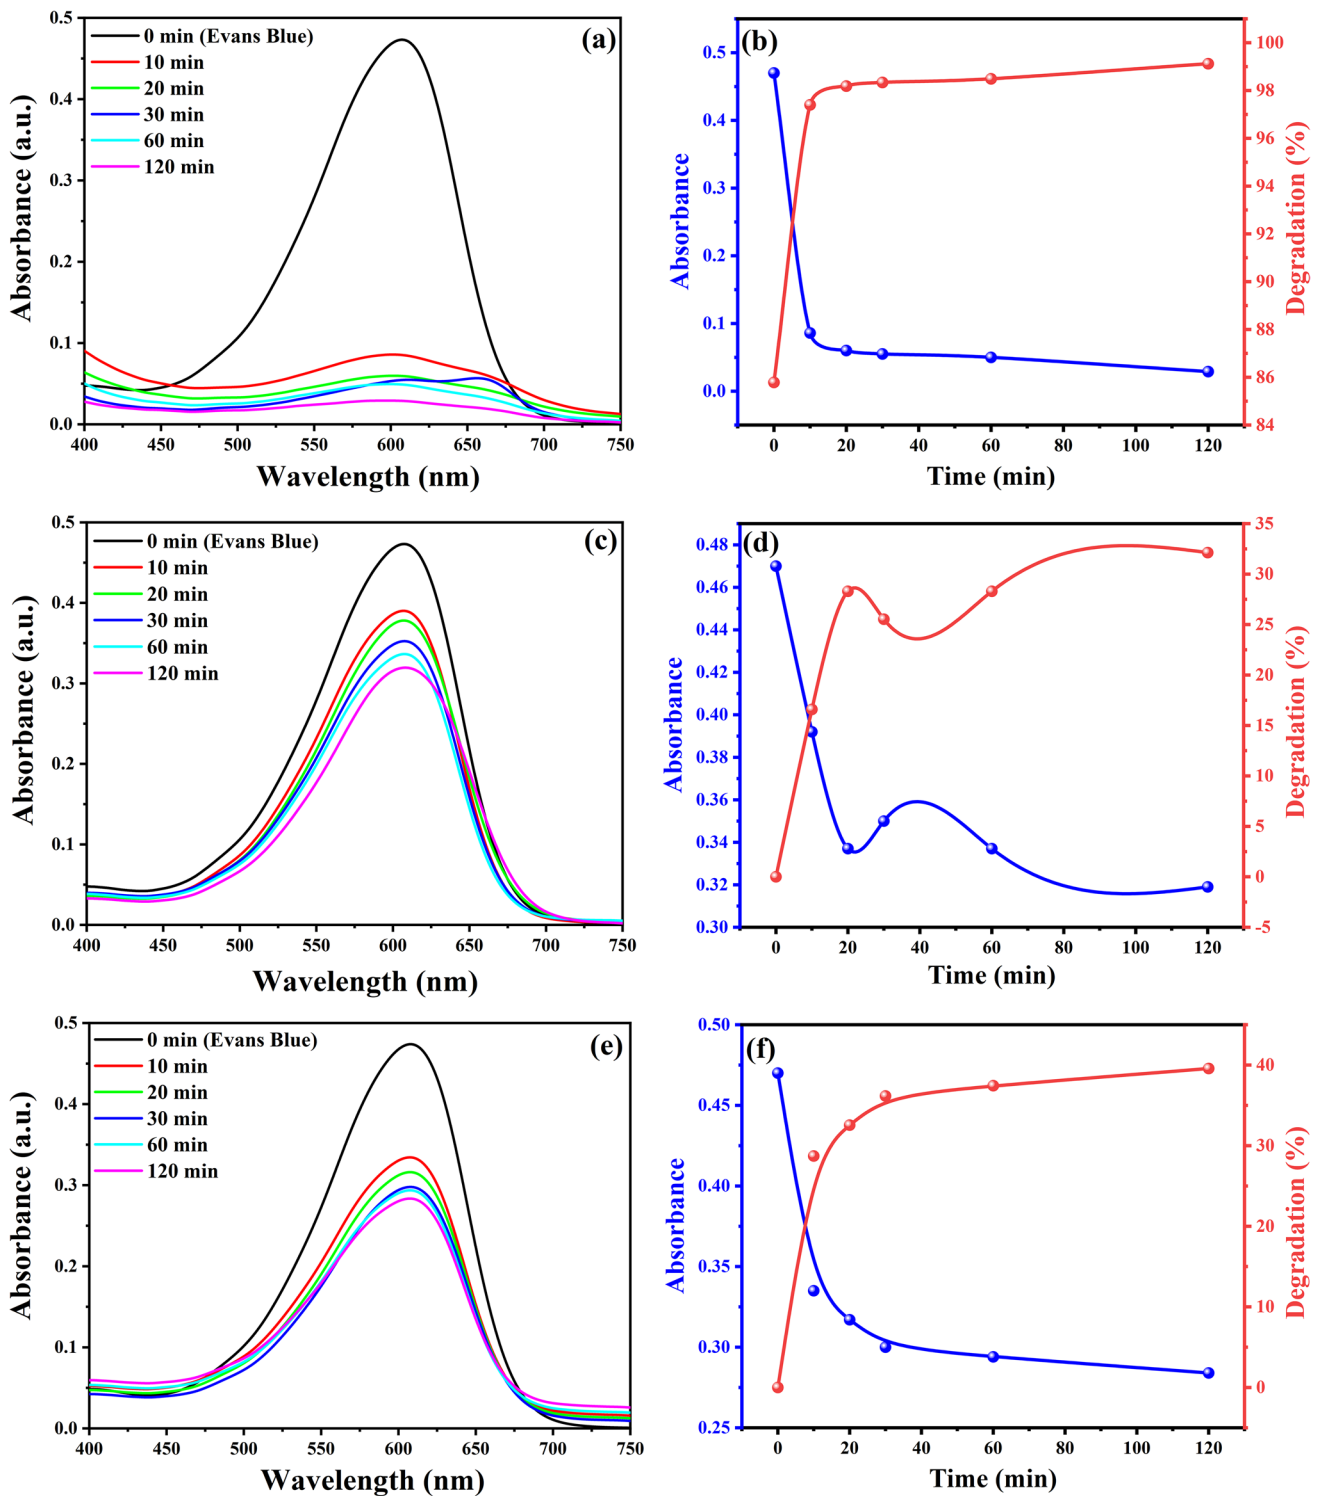 (a)
0 min (Evans Blue)
10 min
20 min
30 min
60 min
120 min
0.5
0.4
0.3
0.2
0.1
0.0
Absorbance (a.u.)
400 450 500 550 600 650 700 750
Wavelength (nm)
(b)
0.5
0.4
0.3
0.2
0.1
0.0
Absorbance
100
98
96
94
92
90
88
86
84
Degradation (%)
0 20 40 60 80 100 120
Time (min)
(c)
0 min (Evans Blue)
10 min
20 min
30 min
60 min
120 min
0.5
0.4
0.3
0.2
0.1
0.0
Absorbance (a.u.)
400 450 500 550 600 650 700 750
Wavelength (nm)
(d)
0.48
0.46
0.44
0.42
0.40
0.38
0.36
0.34
0.32
0.30
Absorbance
35
30
25
20
15
10
5
0
-5
Degradation (%)
0 20 40 60 80 100 120
Time (min)
(e)
0 min (Evans Blue)
10 min
20 min
30 min
60 min
120 min
0.5
0.4
0.3
0.2
0.1
0.0
Absorbance (a.u.)
400 450 500 550 600 650 700 750
Wavelength (nm)
(f)
0.50
0.45
0.40
0.35
0.30
0.25
Absorbance
40
30
20
10
0
Degradation (%)
0 20 40 60 80 100 120
Time (min)